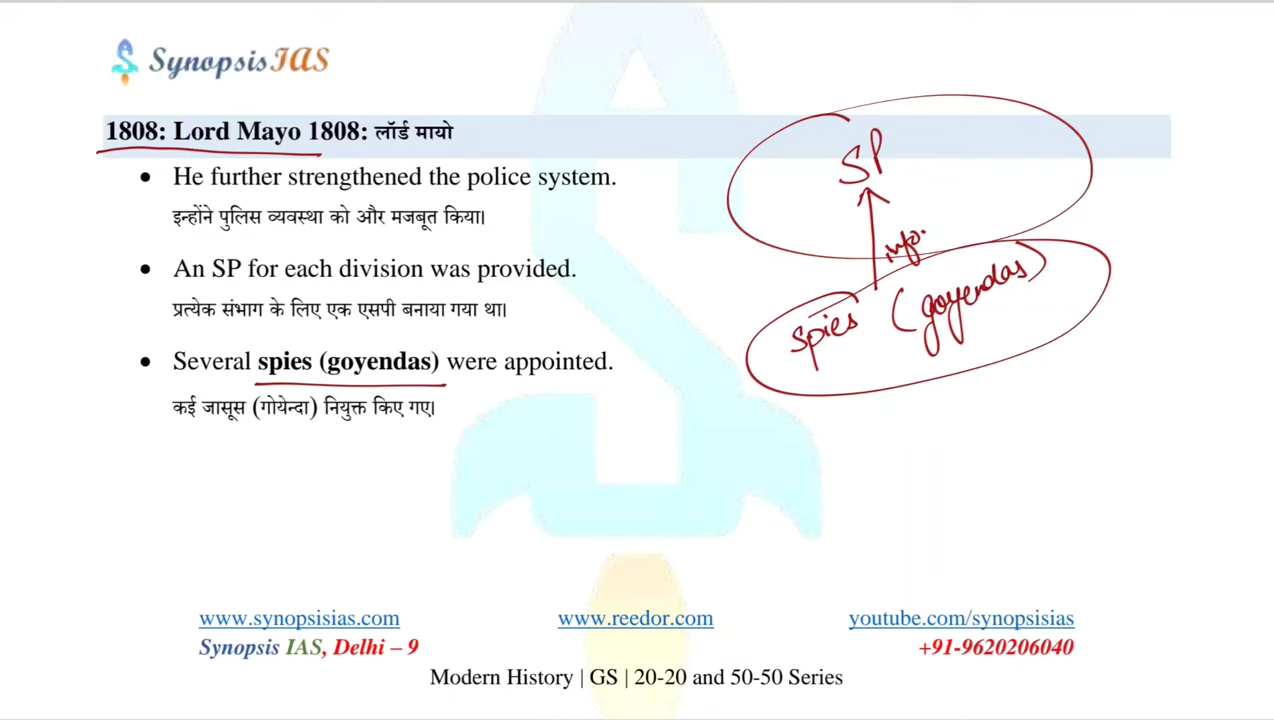 SynopsisIAS
1808: Lord Mayo 1808: लॉर्ड मायो
SP
• He further strengthened the police system.
इन्होंने पुलिस व्यवस्था को और मजबूत किया।
info.
• An SP for each division was provided.
प्रत्येक संभाग के लिए एक एसपी बनाया गया था।
spies (goyendas)
• Several spies (goyendas) were appointed.
कई जासूस (गोयेन्दा) नियुक्त किए गए।
www.synopsisias.com www.reedor.com youtube.com/synopsisias
Synopsis IAS, Delhi – 9 +91-9620206040
Modern History | GS | 20-20 and 50-50 Series